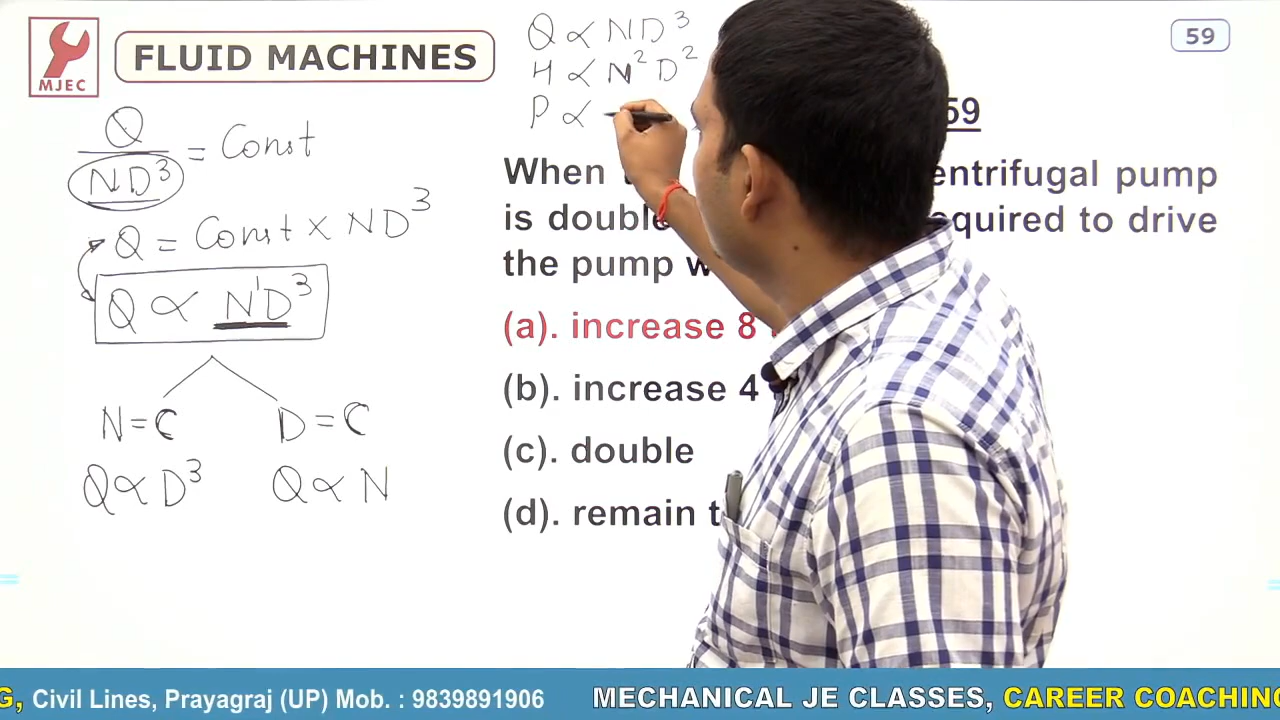 MJEC
FLUID MACHINES
59
Q ∝ ND³
H ∝ N² D²
P ∝
Q / ND³ = Const
Q = Const × ND³
Q ∝ N¹D³
N = C D = C
Q ∝ D³ Q ∝ N
59
When entrifugal pump
is double equired to drive
the pump w
(a). increase 8
(b). increase 4
(c). double
(d). remain t
G, Civil Lines, Prayagraj (UP) Mob. : 9839891906 MECHANICAL JE CLASSES, CAREER COACHING